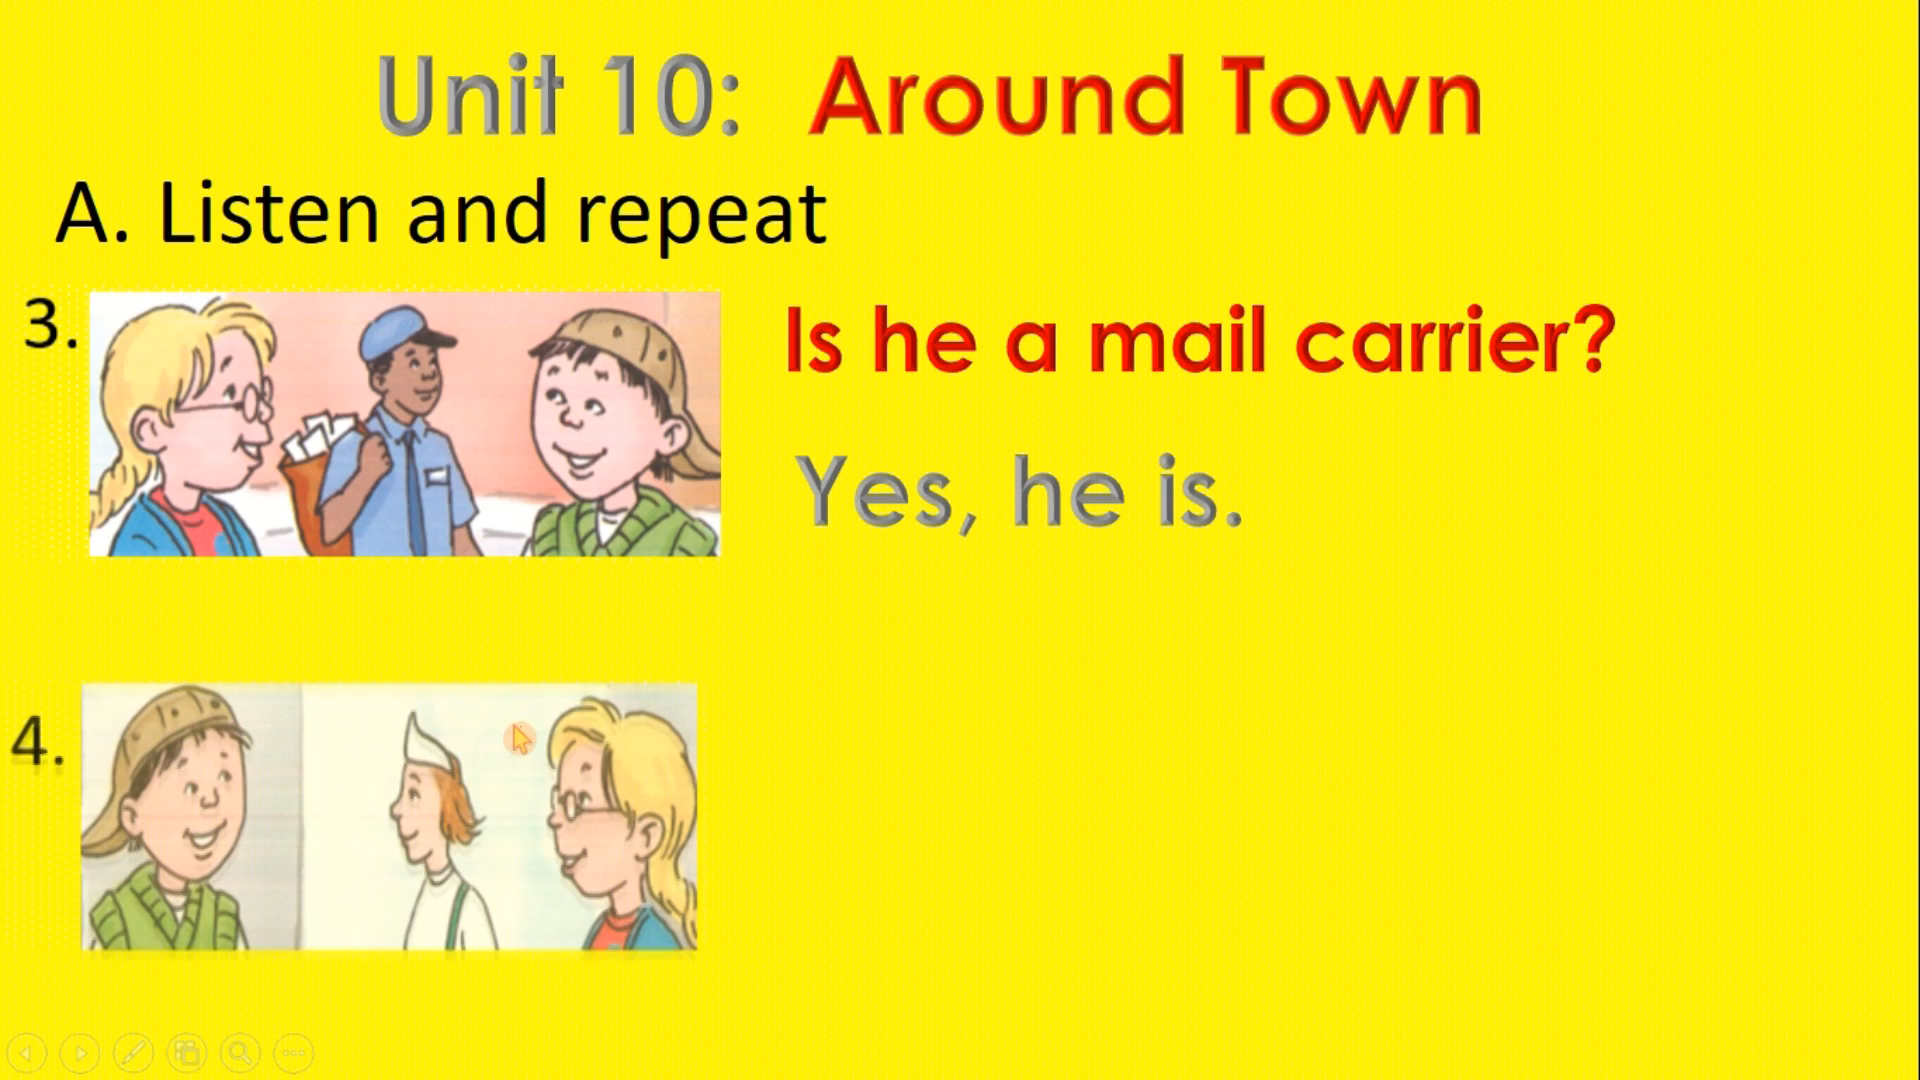 Unit 10: Around Town
A. Listen and repeat
3.
Is he a mail carrier?
Yes, he is.
4.